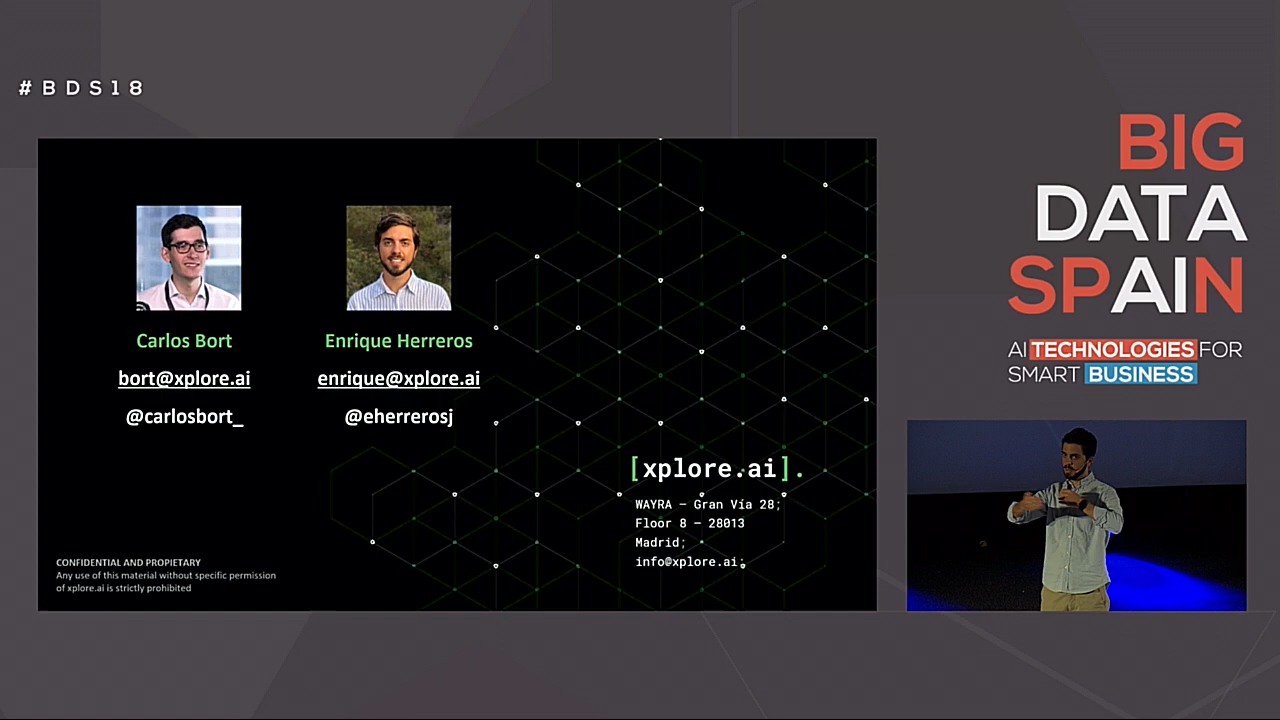 #BDS18
BIG
DATA
SPAIN
AI TECHNOLOGIES FOR
SMART BUSINESS
Carlos Bort
bort@xplore.ai
@carlosbort_
Enrique Herreros
enrique@xplore.ai
@eherrerosj
[xplore.ai].
WAYRA – Gran Vía 28;
Floor 8 – 28013
Madrid;
info@xplore.ai;
CONFIDENTIAL AND PROPIETARY
Any use of this material without specific permission
of xplore.ai is strictly prohibited